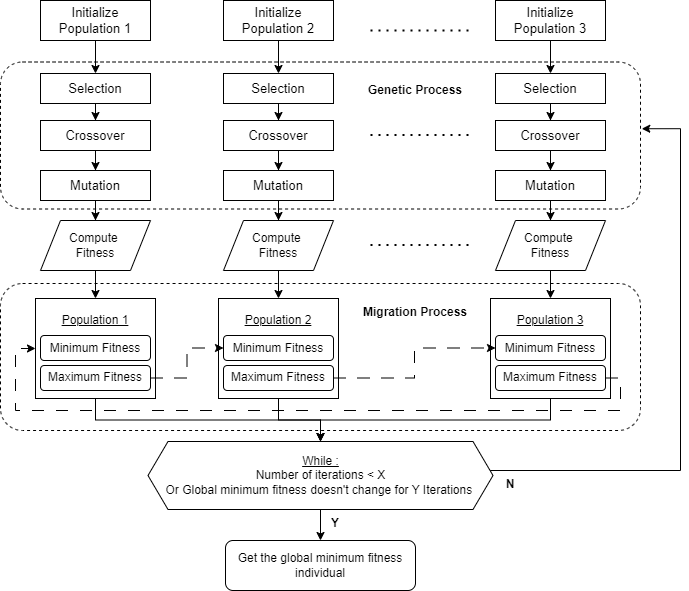 Initialize
Population 1
Initialize
Population 2
Initialize
Population 3
Selection
Selection
Genetic Process
Selection
Crossover
Crossover
Crossover
Mutation
Mutation
Mutation
Compute
Fitness
Compute
Fitness
Compute
Fitness
Migration Process
Population 1
Minimum Fitness
Maximum Fitness
Population 2
Minimum Fitness
Maximum Fitness
Population 3
Minimum Fitness
Maximum Fitness
While :
Number of iterations < X
Or Global minimum fitness doesn't change for Y Iterations
N
Y
Get the global minimum fitness
individual